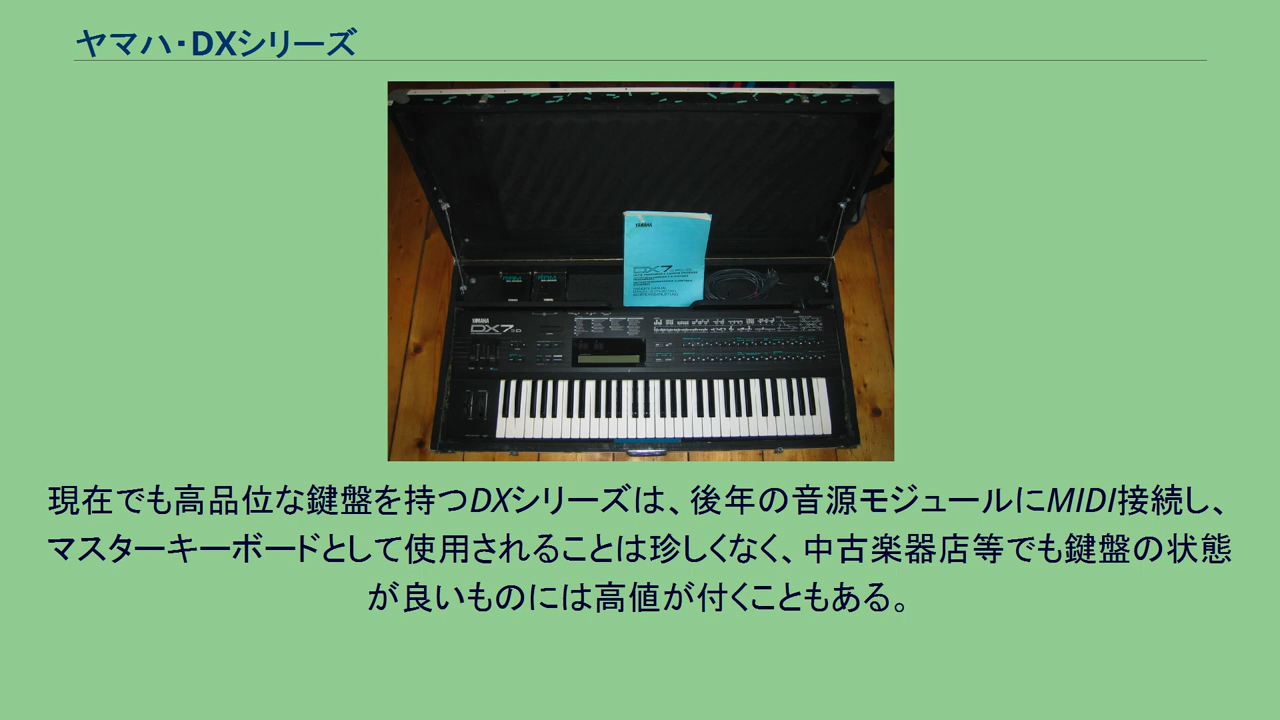 ヤマハ・DXシリーズ
YAMAHA
DX7
YAMAHA
DX7
現在でも高品位な鍵盤を持つDXシリーズは、後年の音源モジュールにMIDI接続し、
マスターキーボードとして使用されることは珍しくなく、中古楽器店等でも鍵盤の状態
が良いものには高値が付くこともある。